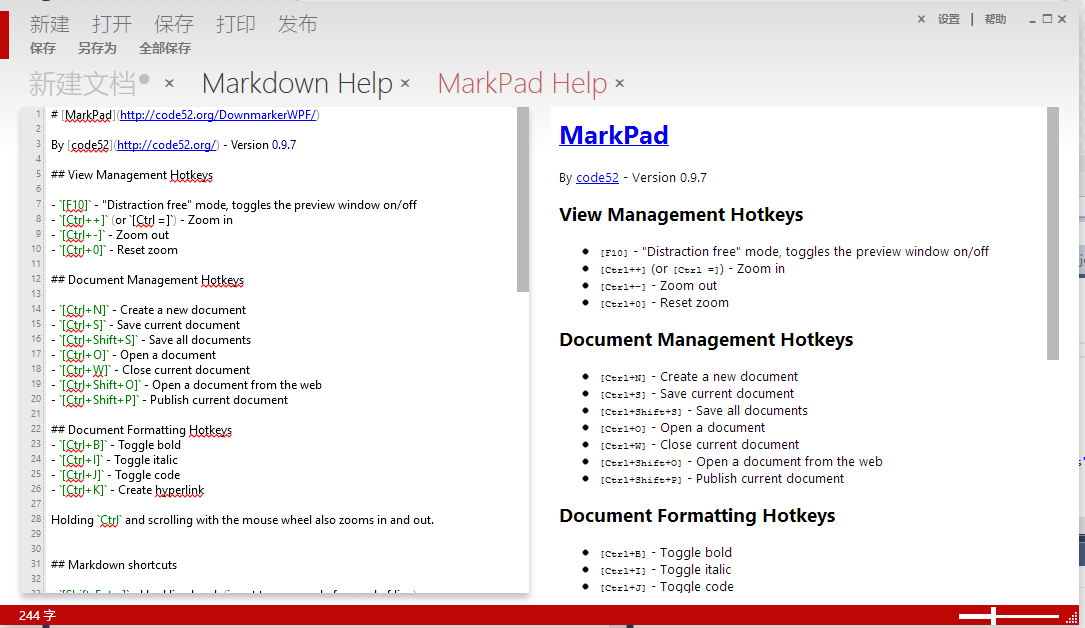 新建 打开 保存 打印 发布
× 设置 | 帮助
保存 另存为 全部保存
新建文档● × Markdown Help × MarkPad Help ×
1 # [MarkPad](http://code52.org/DownmarkerWPF/)
2
3 By [code52](http://code52.org/) - Version 0.9.7
4
5 ## View Management Hotkeys
6
7 - `[F10]` - "Distraction free" mode, toggles the preview window on/off
8 - `[Ctrl++]` (or `[Ctrl =]`) - Zoom in
9 - `[Ctrl+-]` - Zoom out
10 - `[Ctrl+0]` - Reset zoom
11
12 ## Document Management Hotkeys
13
14 - `[Ctrl+N]` - Create a new document
15 - `[Ctrl+S]` - Save current document
16 - `[Ctrl+Shift+S]` - Save all documents
17 - `[Ctrl+O]` - Open a document
18 - `[Ctrl+W]` - Close current document
19 - `[Ctrl+Shift+O]` - Open a document from the web
20 - `[Ctrl+Shift+P]` - Publish current document
21
22 ## Document Formatting Hotkeys
23 - `[Ctrl+B]` - Toggle bold
24 - `[Ctrl+I]` - Toggle italic
25 - `[Ctrl+J]` - Toggle code
26 - `[Ctrl+K]` - Create hyperlink
27
28 Holding `Ctrl` and scrolling with the mouse wheel also zooms in and out.
29
30
31 ## Markdown shortcuts
32
MarkPad
By code52 - Version 0.9.7
View Management Hotkeys
● [F10] - "Distraction free" mode, toggles the preview window on/off
● [Ctrl++] (or [Ctrl =]) - Zoom in
● [Ctrl+-] - Zoom out
● [Ctrl+0] - Reset zoom
Document Management Hotkeys
● [Ctrl+N] - Create a new document
● [Ctrl+S] - Save current document
● [Ctrl+Shift+S] - Save all documents
● [Ctrl+O] - Open a document
● [Ctrl+W] - Close current document
● [Ctrl+Shift+O] - Open a document from the web
● [Ctrl+Shift+P] - Publish current document
Document Formatting Hotkeys
● [Ctrl+B] - Toggle bold
● [Ctrl+I] - Toggle italic
● [Ctrl+J] - Toggle code
244 字